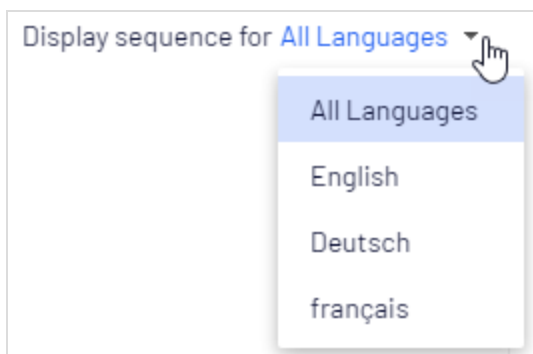 Display sequence for All Languages
All Languages
English
Deutsch
français